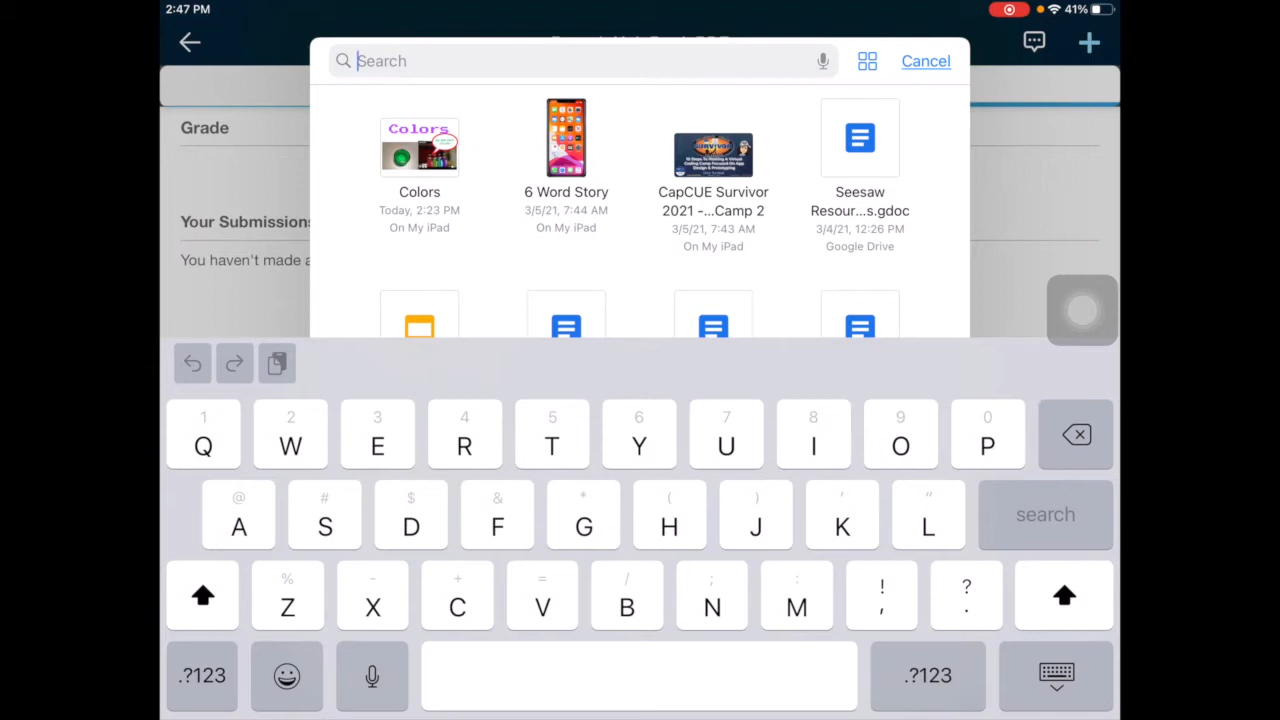 2:47 PM
41%
Search
Cancel
Grade
Colors
Colors
Today, 2:23 PM
On My iPad
6 Word Story
3/5/21, 7:44 AM
On My iPad
SURVIVOR
CapCUE Survivor
2021 -...Camp 2
3/5/21, 7:43 AM
On My iPad
Seesaw
Resour...s.gdoc
3/4/21, 12:26 PM
Google Drive
Your Submissions
You haven't made a
1 2 3 4 5 6 7 8 9 0
Q W E R T Y U I O P
@ # $ & * ( ) ' "
A S D F G H J K L search
% - + = / ; : ! ?
Z X C V B N M , .
.?123 .?123